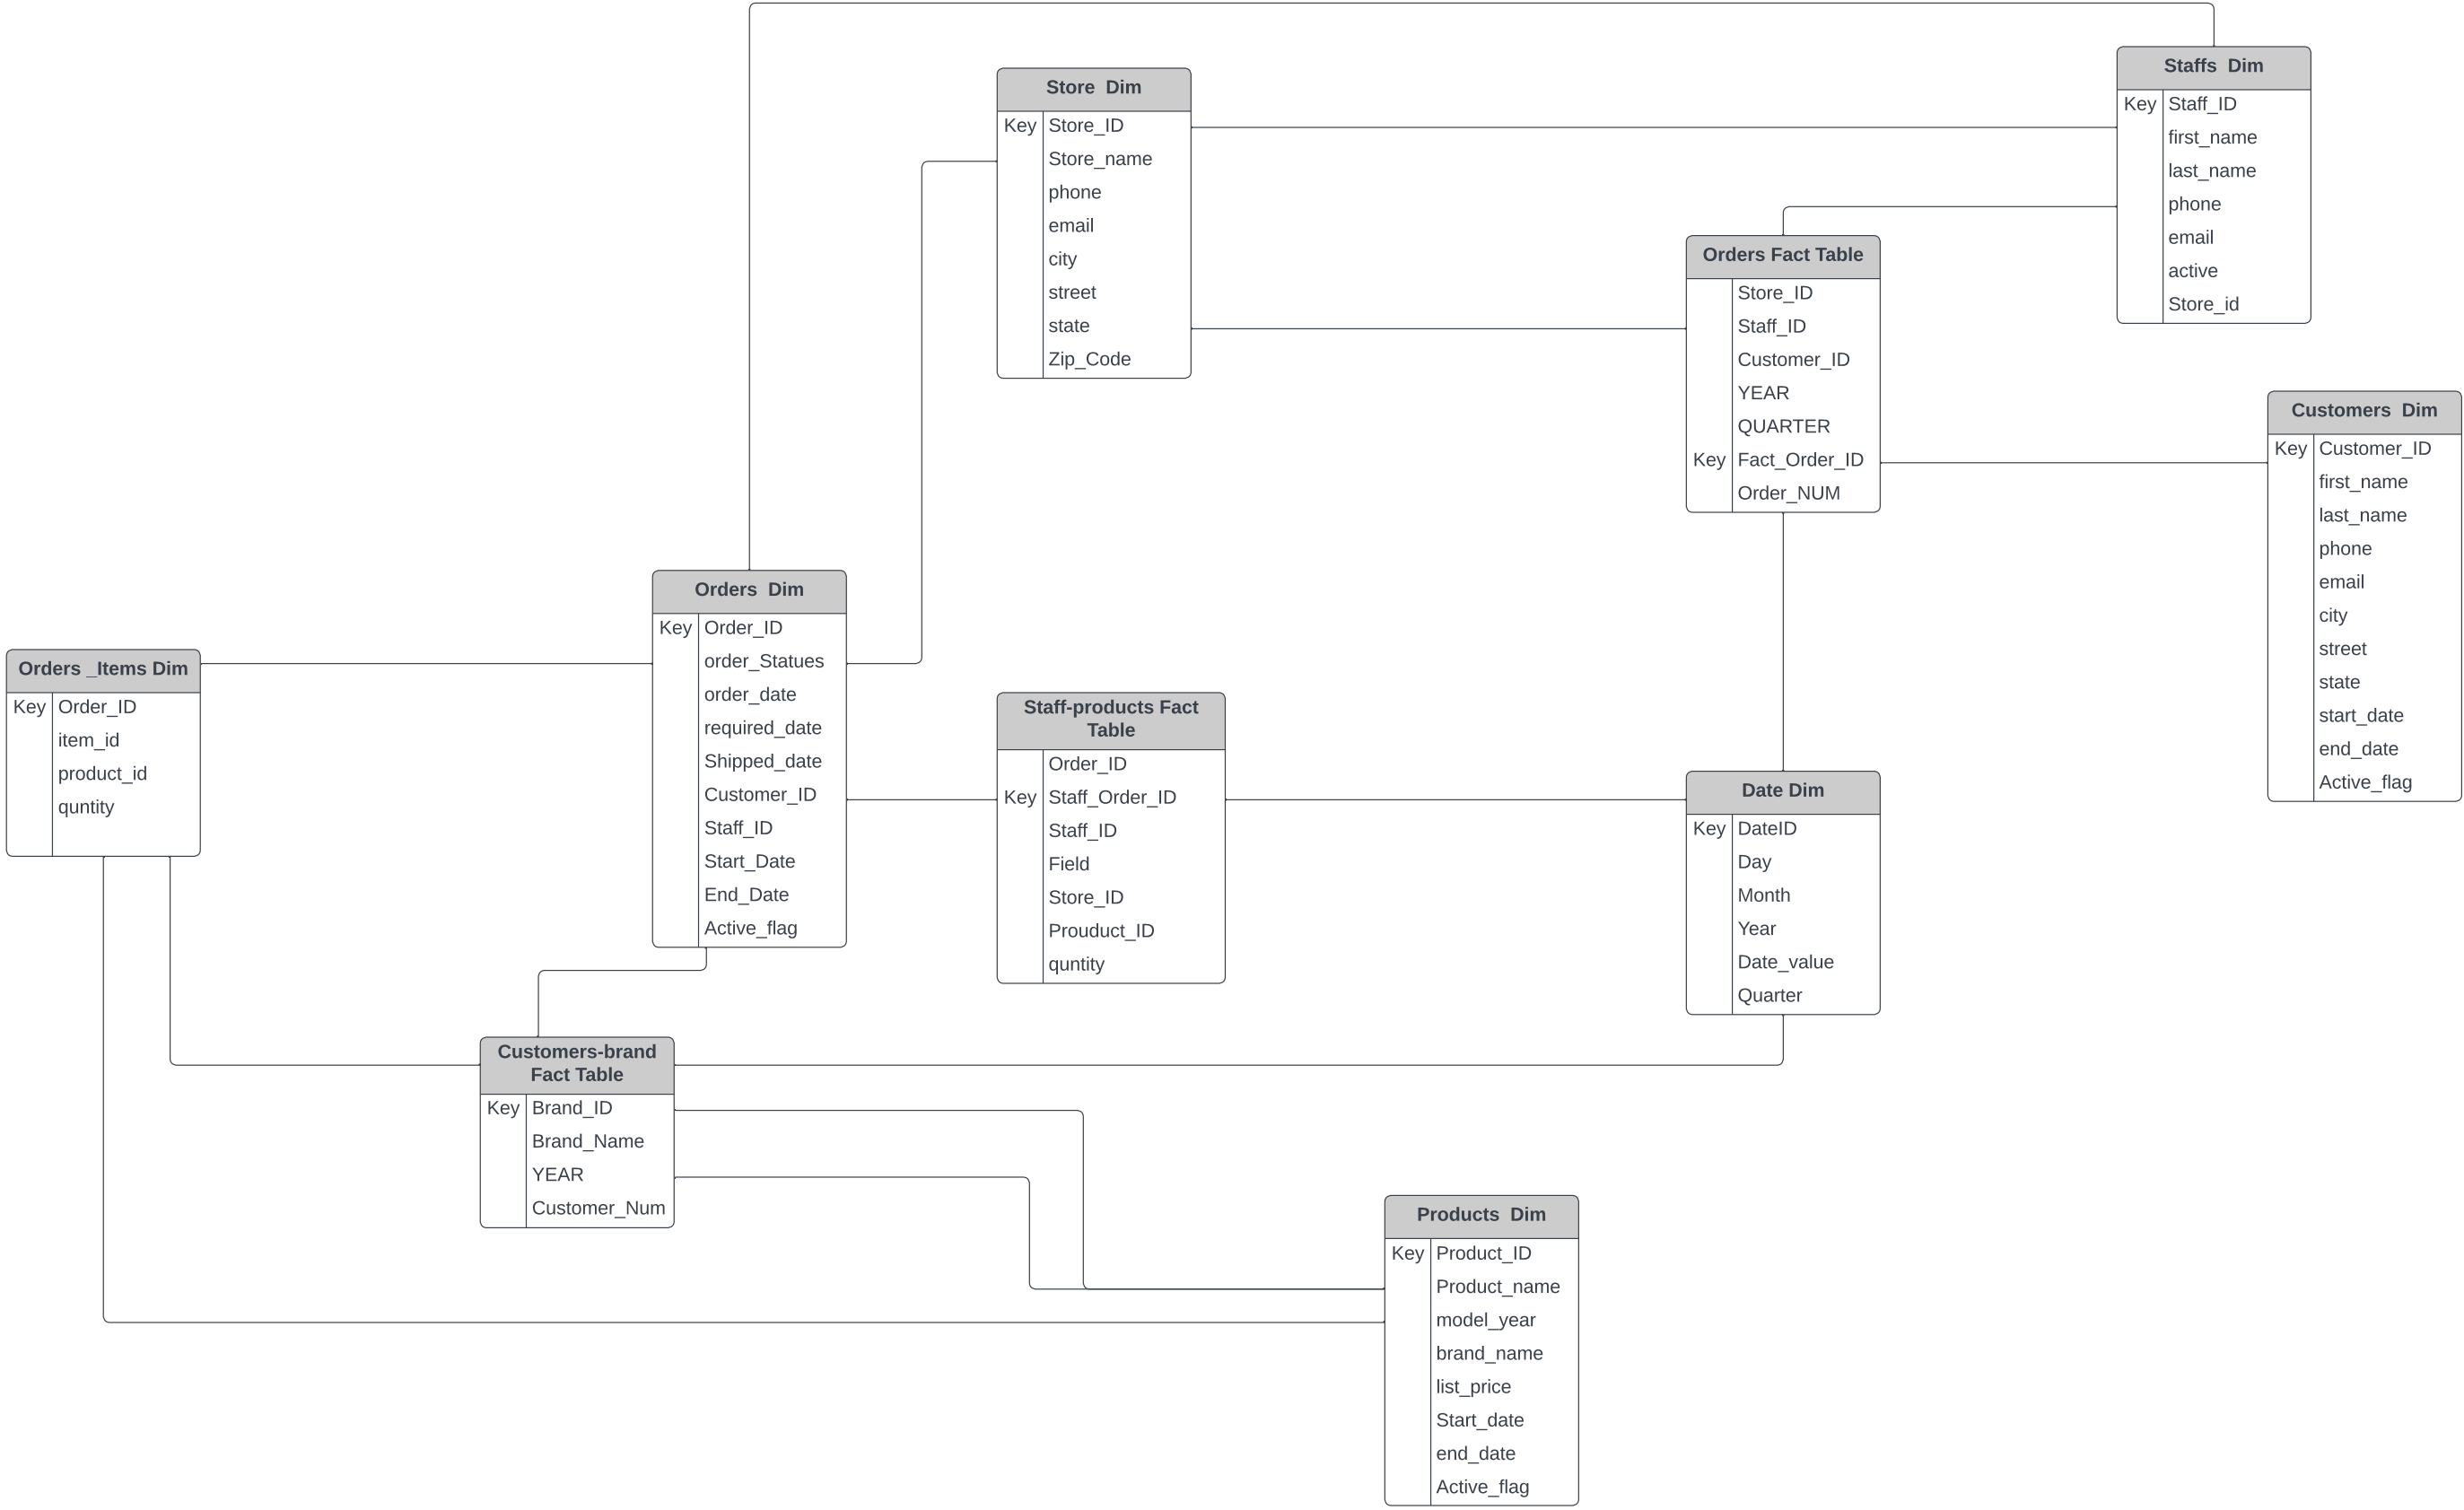 Store Dim
Key Store_ID
Store_name
phone
email
city
street
state
Zip_Code
Staffs Dim
Key Staff_ID
first_name
last_name
phone
email
active
Store_id
Orders Fact Table
Store_ID
Staff_ID
Customer_ID
YEAR
QUARTER
Key Fact_Order_ID
Order_NUM
Customers Dim
Key Customer_ID
first_name
last_name
phone
email
city
street
state
start_date
end_date
Active_flag
Orders Dim
Key Order_ID
order_Statues
order_date
required_date
Shipped_date
Customer_ID
Staff_ID
Start_Date
End_Date
Active_flag
Orders _Items Dim
Key Order_ID
item_id
product_id
quntity
Staff-products Fact
Table
Order_ID
Key Staff_Order_ID
Staff_ID
Field
Store_ID
Prouduct_ID
quntity
Date Dim
Key DateID
Day
Month
Year
Date_value
Quarter
Customers-brand
Fact Table
Key Brand_ID
Brand_Name
YEAR
Customer_Num
Products Dim
Key Product_ID
Product_name
model_year
brand_name
list_price
Start_date
end_date
Active_flag